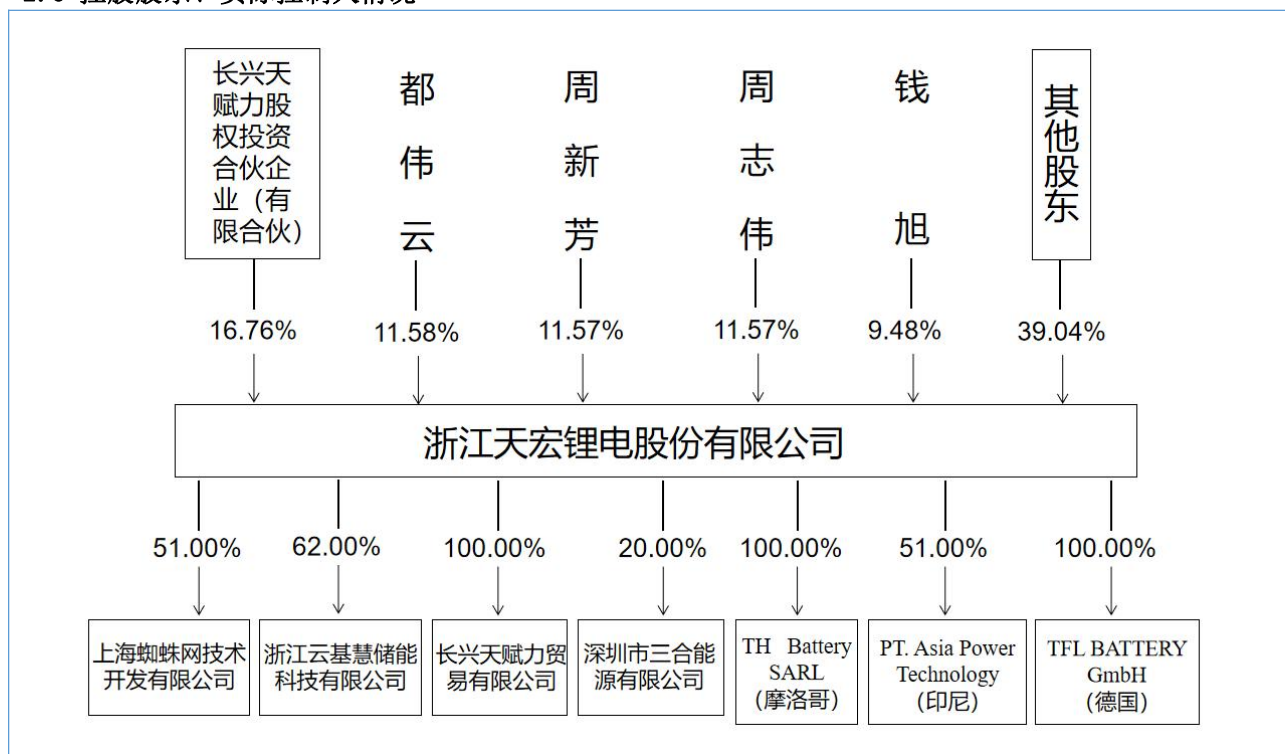 长兴天
赋力股
权投资
合伙企
业（有
限合伙）
都伟云
周新芳
周志伟
钱旭
其他股东
16.76%
11.58%
11.57%
11.57%
9.48%
39.04%
浙江天宏锂电股份有限公司
51.00%
62.00%
100.00%
20.00%
100.00%
51.00%
100.00%
上海蜘蛛网技术
开发有限公司
浙江云基慧储能
科技有限公司
长兴天赋力贸
易有限公司
深圳市三合能
源有限公司
TH Battery
SARL
（摩洛哥）
PT. Asia Power
Technology
（印尼）
TFL BATTERY
GmbH
（德国）